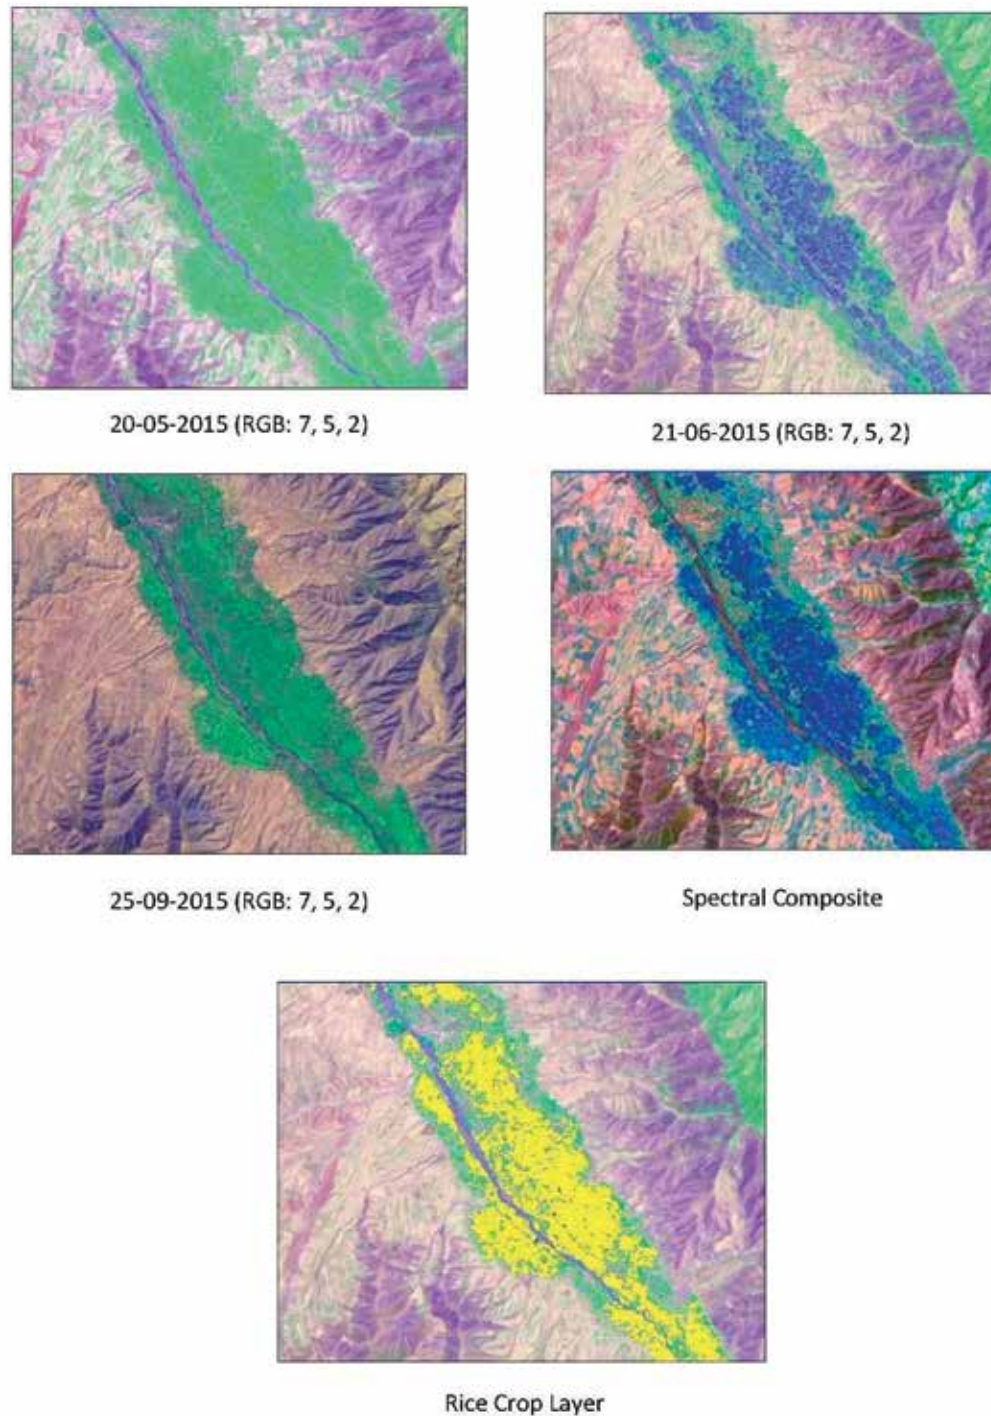 20-05-2015 (RGB: 7, 5, 2)
21-06-2015 (RGB: 7, 5, 2)
25-09-2015 (RGB: 7, 5, 2)
Spectral Composite
Rice Crop Layer